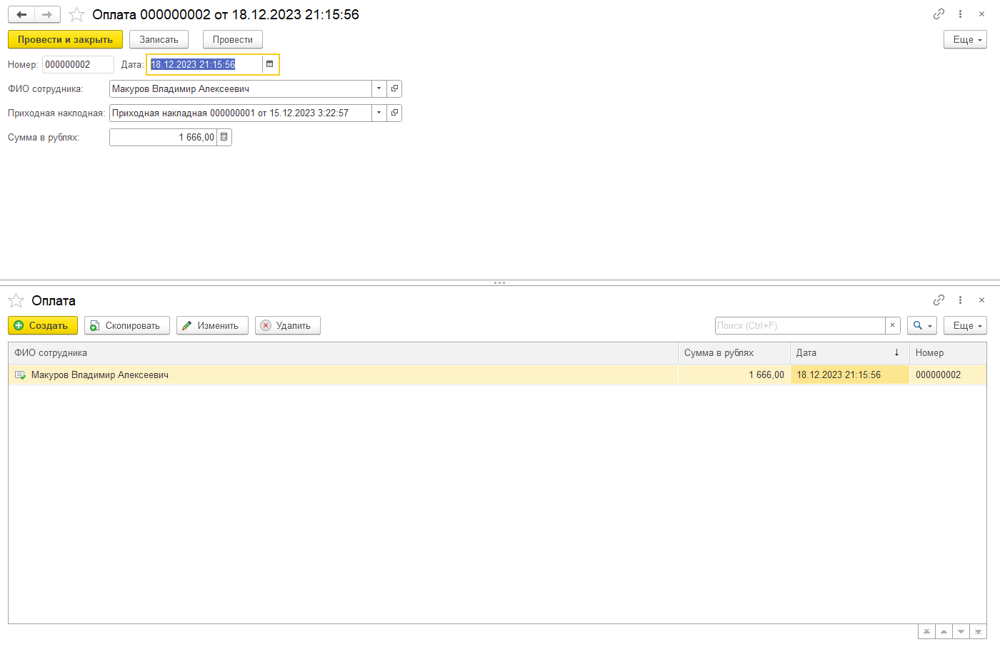 Оплата 000000002 от 18.12.2023 21:15:56
Провести и закрыть Записать Провести Еще
Номер: 000000002 Дата: 18.12.2023 21:15:56
ФИО сотрудника: Макуров Владимир Алексеевич
Приходная наклодная: Приходная накладная 000000001 от 15.12.2023 3:22:57
Сумма в рублях: 1 666,00
Оплата
Создать Скопировать Изменить Удалить Поиск (Ctrl+F) × Еще
ФИО сотрудника Сумма в рублях Дата ↓ Номер
Макуров Владимир Алексеевич 1 666,00 18.12.2023 21:15:56 000000002